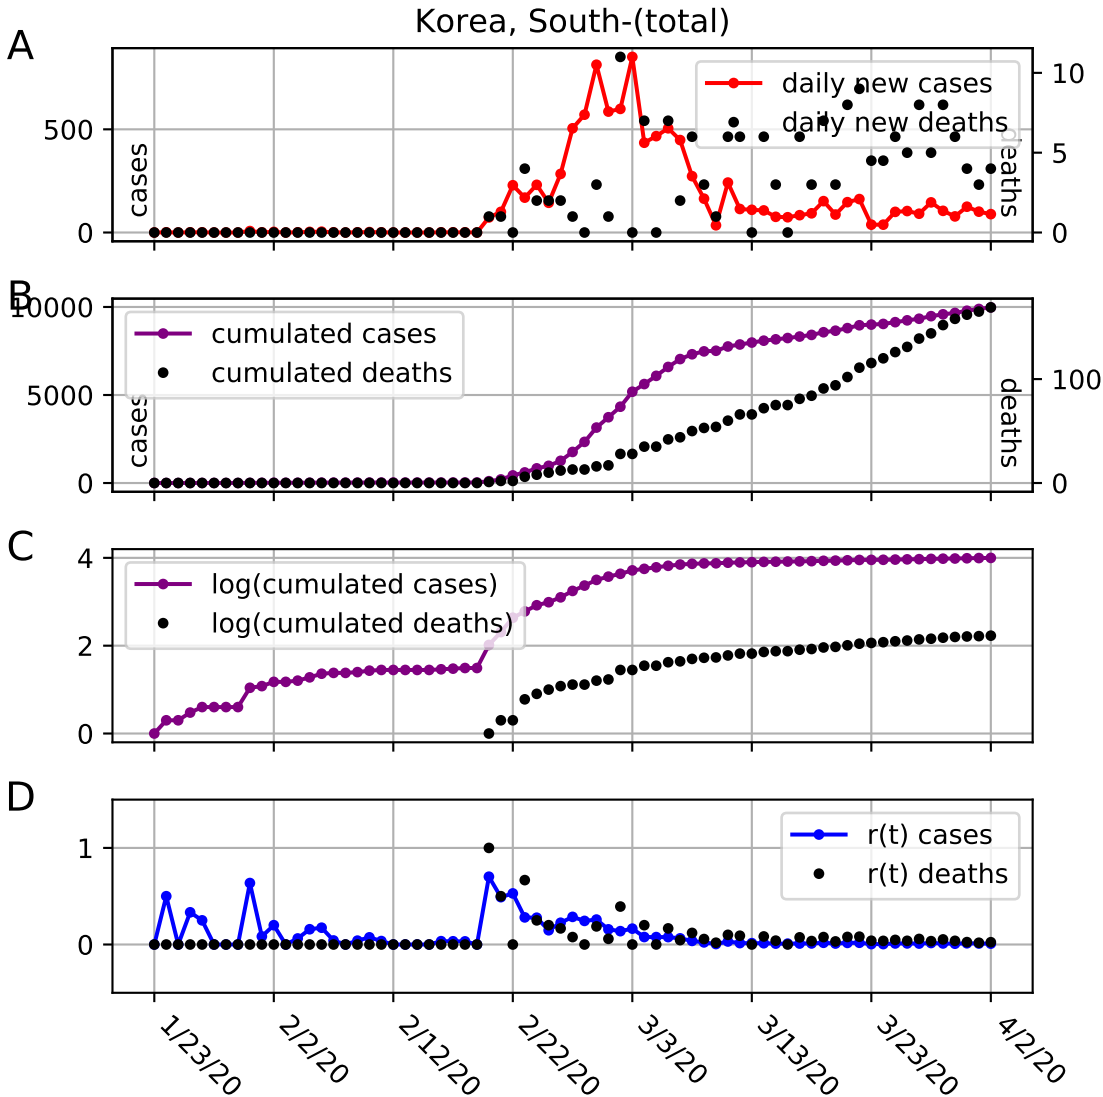 Korea, South-(total)
A
daily new cases
daily new deaths
500
0
cases
10
5
0
deaths
B
cumulated cases
cumulated deaths
10000
5000
0
cases
100
0
deaths
C
log(cumulated cases)
log(cumulated deaths)
4
2
0
D
r(t) cases
r(t) deaths
1
0
1/23/20
2/2/20
2/12/20
2/22/20
3/3/20
3/13/20
3/23/20
4/2/20